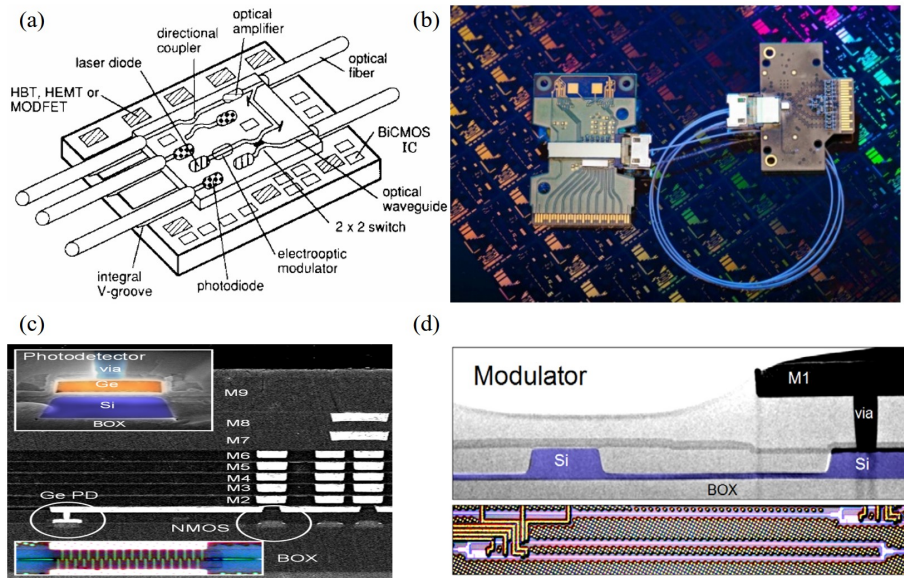 (a)
optical
amplifier
directional
coupler
laser diode
optical
fiber
HBT, HEMT or
MODFET
BiCMOS
IC
optical
waveguide
2 x 2 switch
electrooptic
modulator
photodiode
integral
V-groove
(b)
(c)
Photodetector
via
Ge
Si
BOX
M9
M8
M7
M6
M5
M4
M3
M2
Ge PD
NMOS
BOX
(d)
Modulator
M1
via
Si
Si
BOX